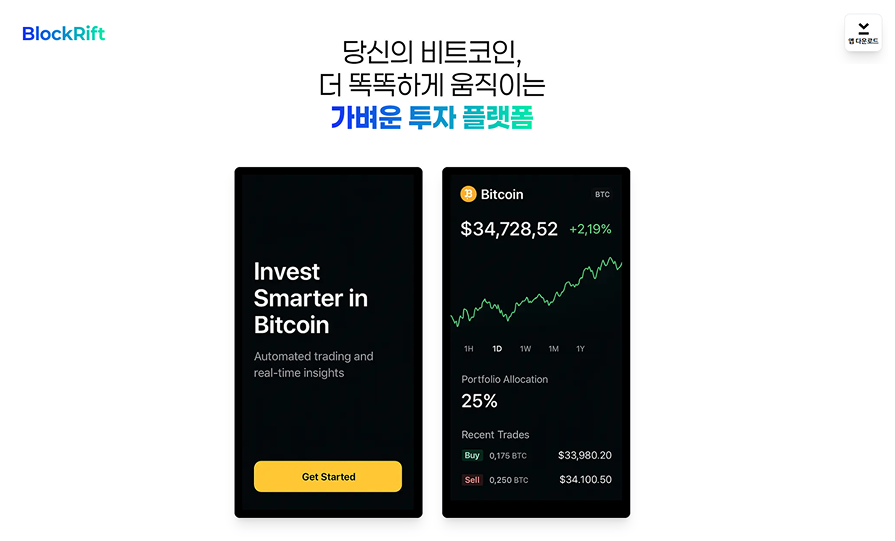 BlockRift
앱 다운로드
당신의 비트코인,
더 똑똑하게 움직이는
가벼운 투자 플랫폼
Invest
Smarter in
Bitcoin
Automated trading and
real-time insights
Get Started
Bitcoin
BTC
$34,728,52 +2,19%
1H 1D 1W 1M 1Y
Portfolio Allocation
25%
Recent Trades
Buy 0,175 BTC $33,980.20
Sell 0,250 BTC $34.100.50